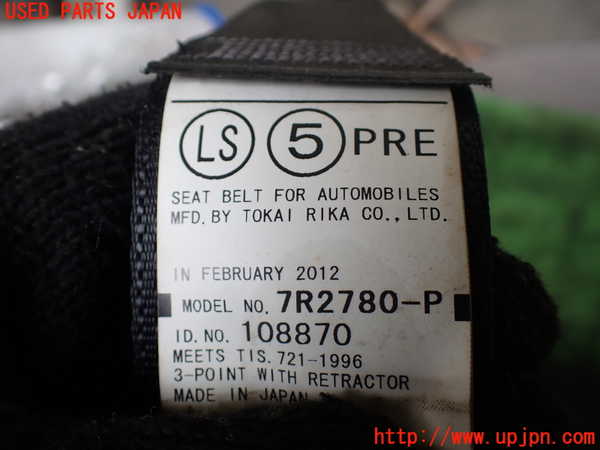 USED PARTS JAPAN
LS 5 PRE
SEAT BELT FOR AUTOMOBILES
MFD. BY TOKAI RIKA CO., LTD.
IN FEBRUARY 2012
MODEL NO. 7R2780-P
ID. NO. 108870
MEETS TIS. 721-1996
3-POINT WITH RETRACTOR
MADE IN JAPAN
http://www.upjpn.com/